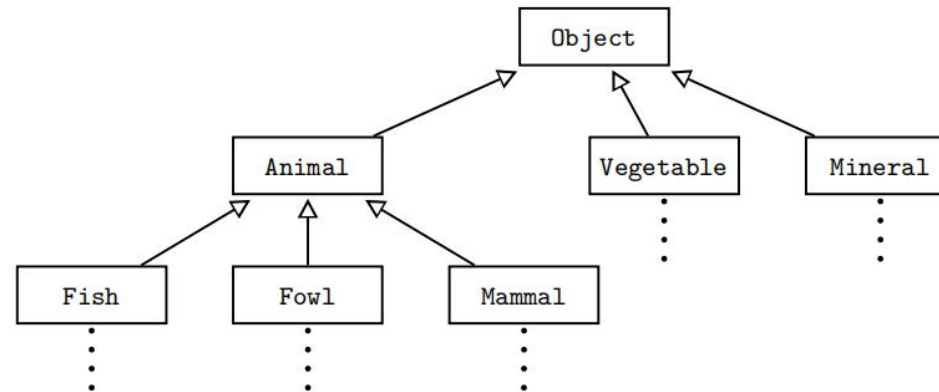 Object
Animal
Vegetable
Mineral
Fish
Fowl
Mammal